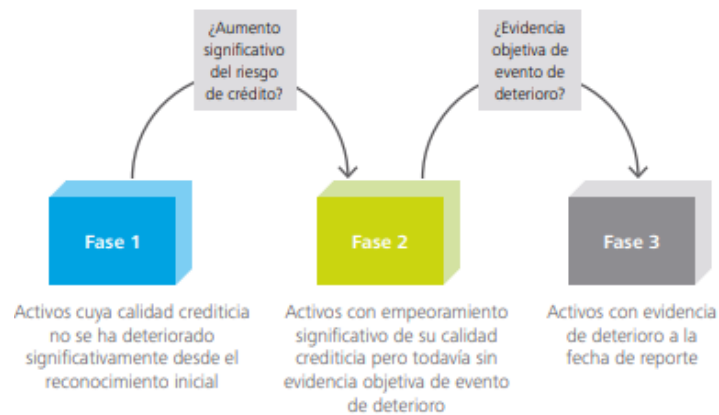 ¿Aumento
significativo
del riesgo
de crédito?
¿Evidencia
objetiva de
evento de
deterioro?
Fase 1
Fase 2
Fase 3
Activos cuya calidad crediticia
no se ha deteriorado
significativamente desde el
reconocimiento inicial
Activos con empeoramiento
significativo de su calidad
crediticia pero todavía sin
evidencia objetiva de evento
de deterioro
Activos con evidencia
de deterioro a la
fecha de reporte